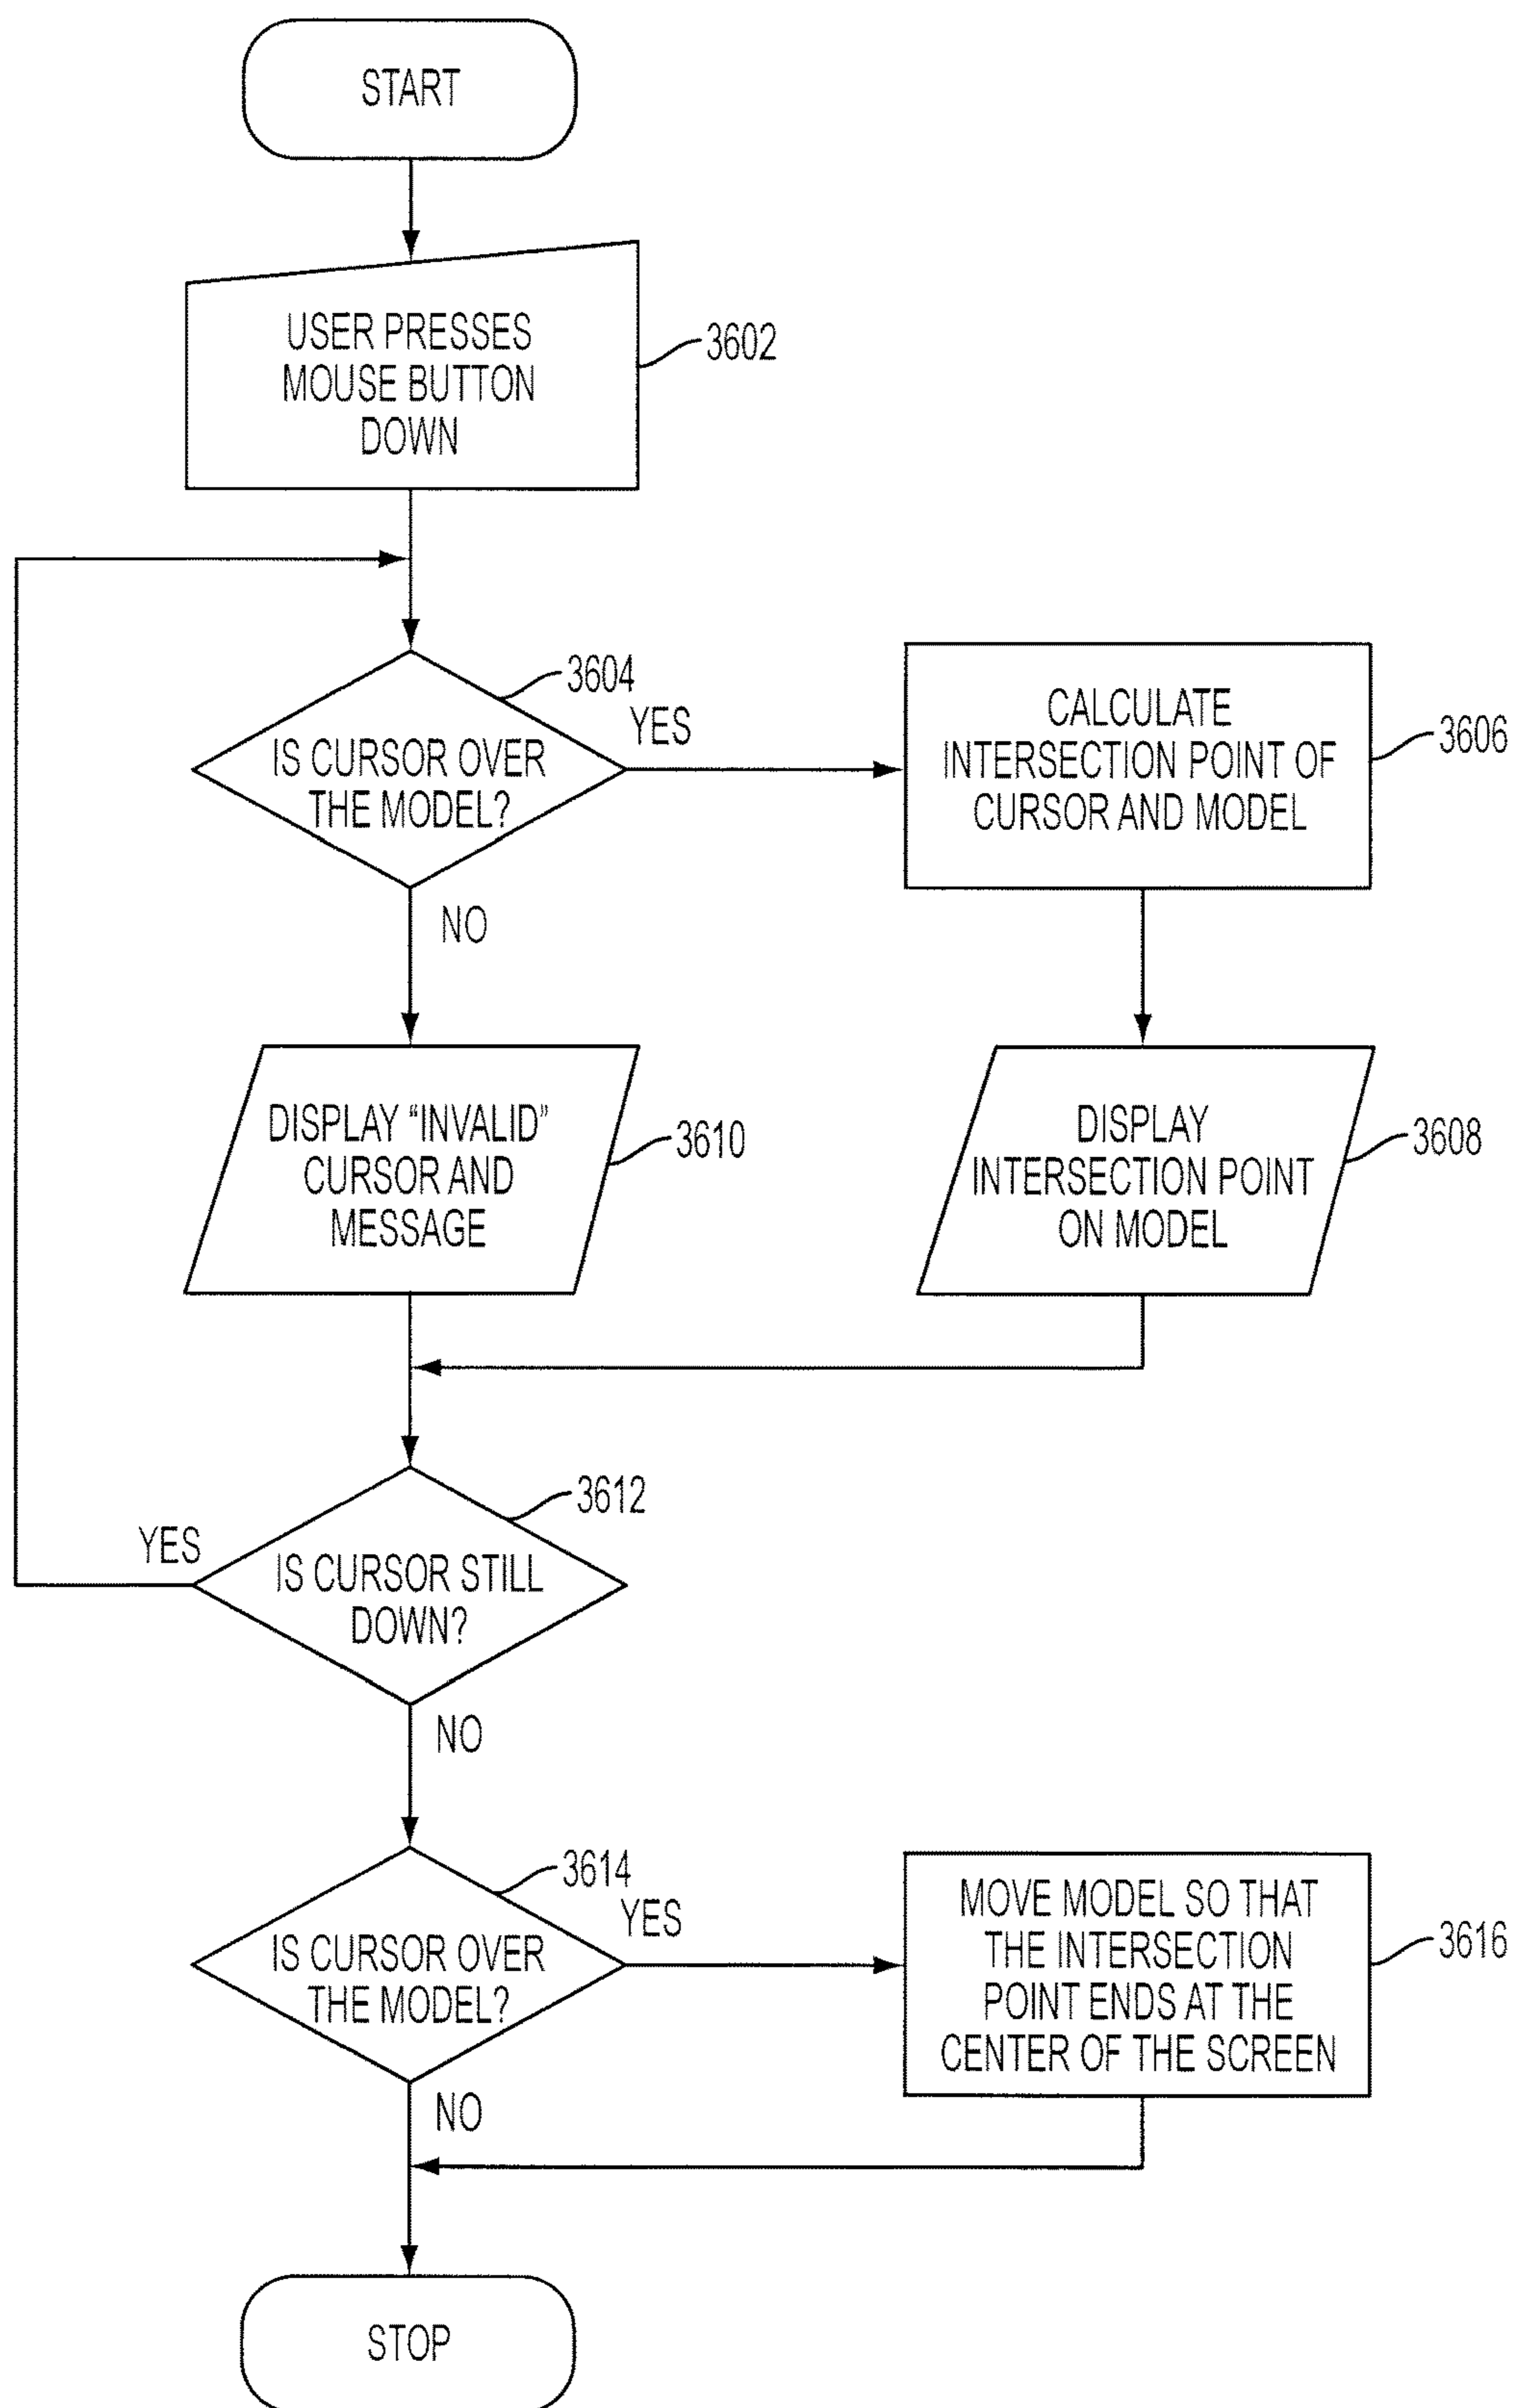 START
USER PRESSES
MOUSE BUTTON
DOWN
3602
3604
IS CURSOR OVER
THE MODEL?
YES
NO
CALCULATE
INTERSECTION POINT OF
CURSOR AND MODEL
3606
DISPLAY “INVALID”
CURSOR AND
MESSAGE
3610
DISPLAY
INTERSECTION POINT
ON MODEL
3608
3612
YES
IS CURSOR STILL
DOWN?
NO
3614
IS CURSOR OVER
THE MODEL?
YES
NO
MOVE MODEL SO THAT
THE INTERSECTION
POINT ENDS AT THE
CENTER OF THE SCREEN
3616
STOP